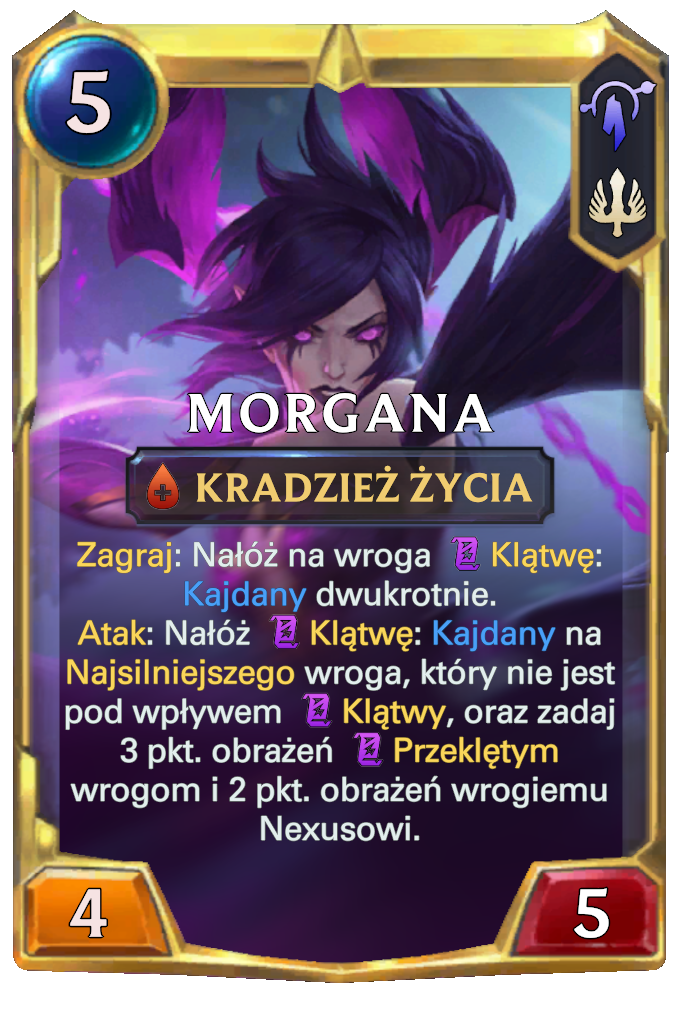 5
MORGANA
KRADZIEŻ ŻYCIA
Zagraj: Nałóż na wroga Klątwę:
Kajdany dwukrotnie.
Atak: Nałóż Klątwę: Kajdany na
Najsilniejszego wroga, który nie jest
pod wpływem Klątwy, oraz zadaj
3 pkt. obrażeń Przeklętym
wrogom i 2 pkt. obrażeń wrogiemu
Nexusowi.
4
5